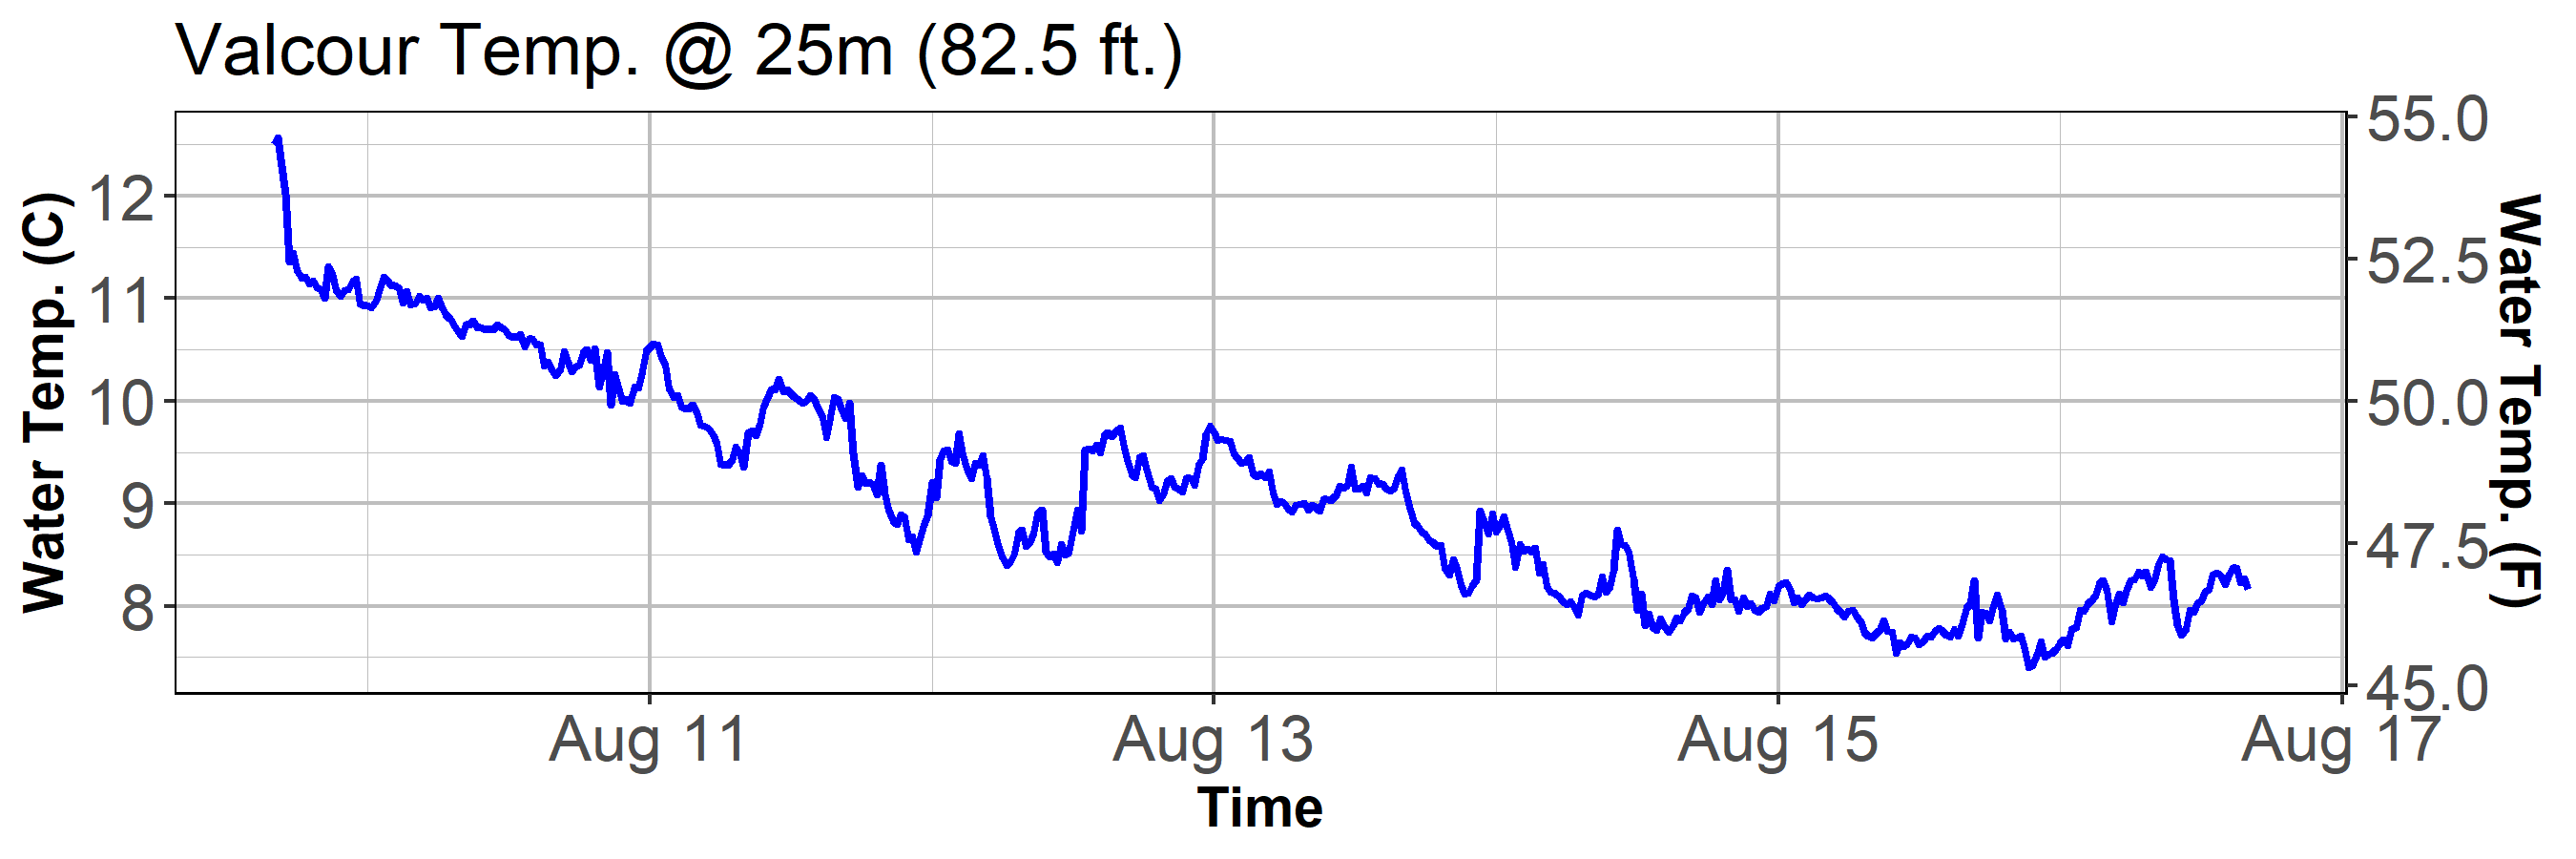 Valcour Temp. @ 25m (82.5 ft.)
Water Temp. (C)
12
11
10
9
8
55.0
52.5
50.0
47.5
45.0
Water Temp. (F)
Aug 11
Aug 13
Aug 15
Aug 17
Time